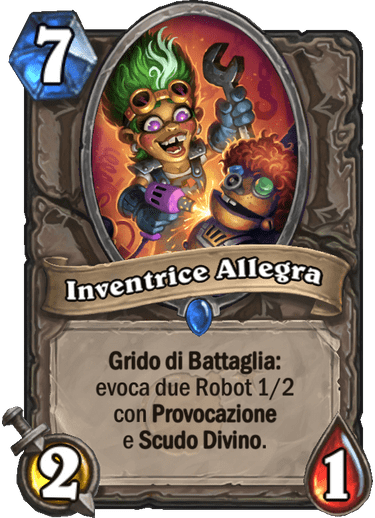 7
Inventrice Allegra
Grido di Battaglia:
evoca due Robot 1/2
con Provocazione
e Scudo Divino.
2
1